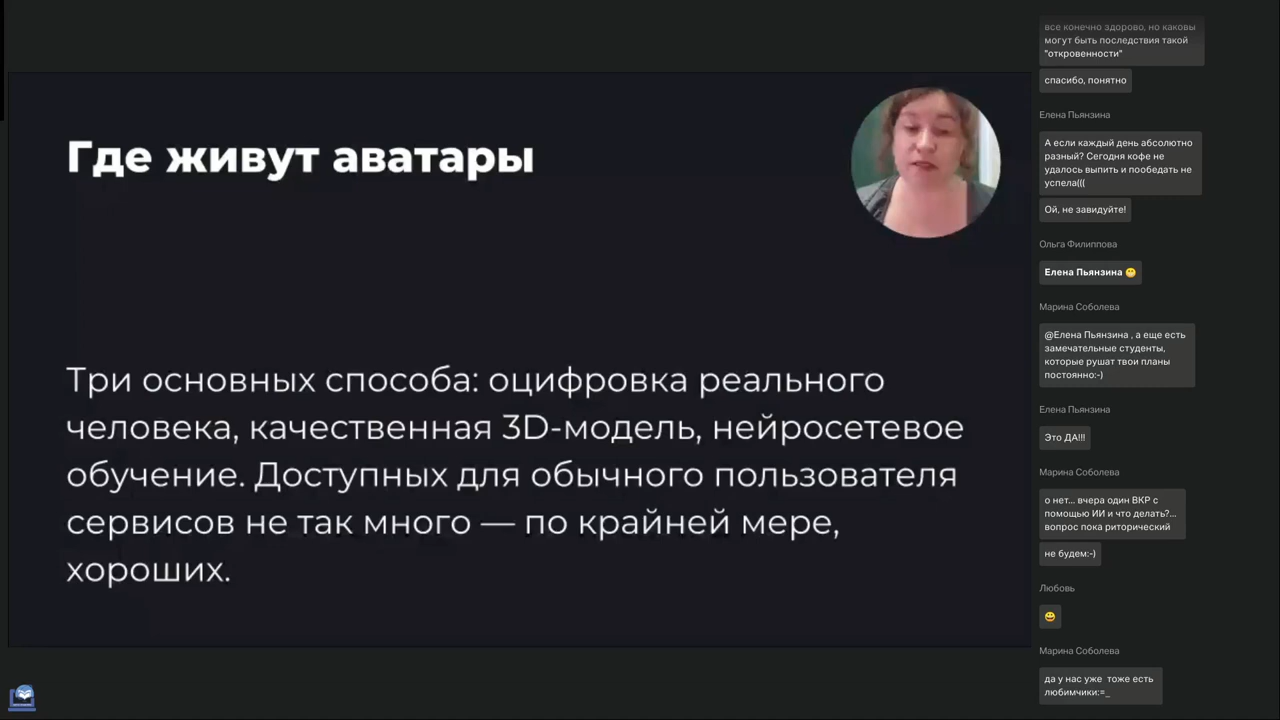 Где живут аватары
Три основных способа: оцифровка реального
человека, качественная 3D-модель, нейросетевое
обучение. Доступных для обычного пользователя
сервисов не так много — по крайней мере,
хороших.
все конечно здорово, но каковы
могут быть последствия такой
"откровенности"
спасибо, понятно
Елена Пьянзина
А если каждый день абсолютно
разный? Сегодня кофе не
удалось выпить и пообедать не
успела(((
Ой, не завидуйте!
Ольга Филиппова
Елена Пьянзина 😬
Марина Соболева
@Елена Пьянзина , а еще есть
замечательные студенты,
которые рушат твои планы
постоянно:-)
Елена Пьянзина
Это ДА!!!
Марина Соболева
о нет... вчера один ВКР с
помощью ИИ и что делать?...
вопрос пока риторический
не будем:-)
Любовь
😀
Марина Соболева
да у нас уже  тоже есть
любимчики:=_